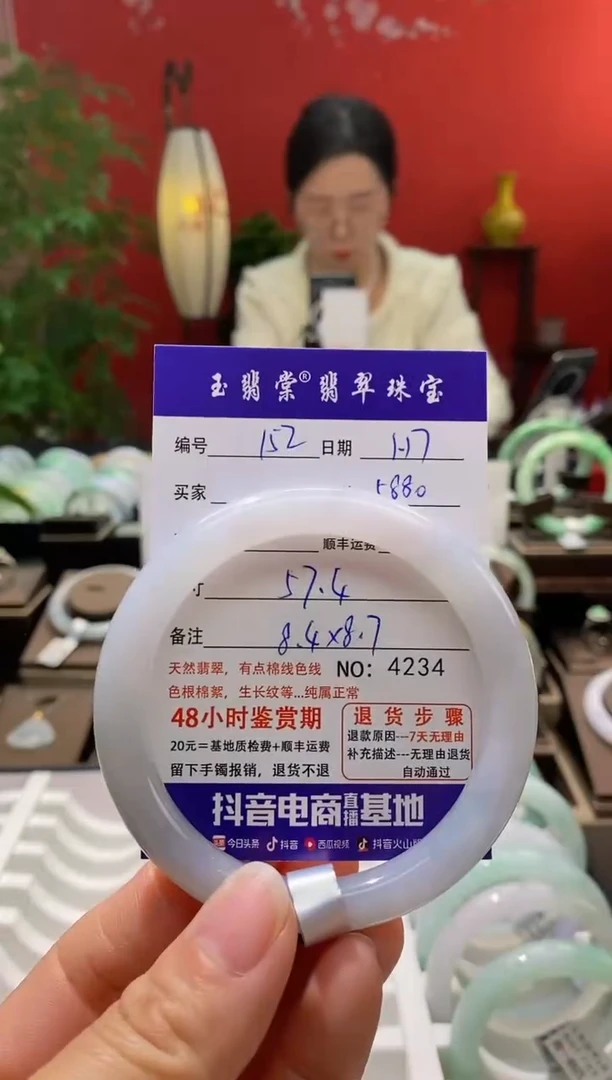 玉翡棠®翡翠珠宝
编号 152 日期 1-17
买家 5880
顺丰运费
寸 57.4
备注 8.4×8.7
天然翡翠，有点棉线色线 NO: 4234
色根棉絮，生长纹等...纯属正常
48小时鉴赏期
20元=基地质检费+顺丰运费
留下手镯报销，退货不退
退货步骤
退款原因---7天无理由
补充描述---无理由退货
自动通过
抖音电商直播基地
头条 今日头条 抖音 西瓜视频 抖音火山